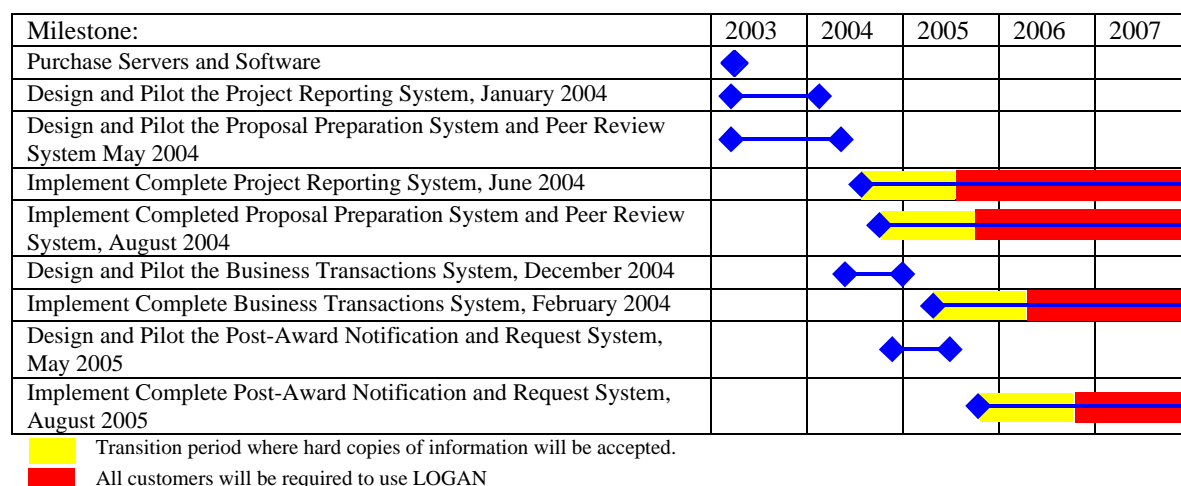 Milestone: 2003 2004 2005 2006 2007
Purchase Servers and Software
Design and Pilot the Project Reporting System, January 2004
Design and Pilot the Proposal Preparation System and Peer Review
System May 2004
Implement Complete Project Reporting System, June 2004
Implement Completed Proposal Preparation System and Peer Review
System, August 2004
Design and Pilot the Business Transactions System, December 2004
Implement Complete Business Transactions System, February 2004
Design and Pilot the Post-Award Notification and Request System,
May 2005
Implement Complete Post-Award Notification and Request System,
August 2005
Transition period where hard copies of information will be accepted.
All customers will be required to use LOGAN